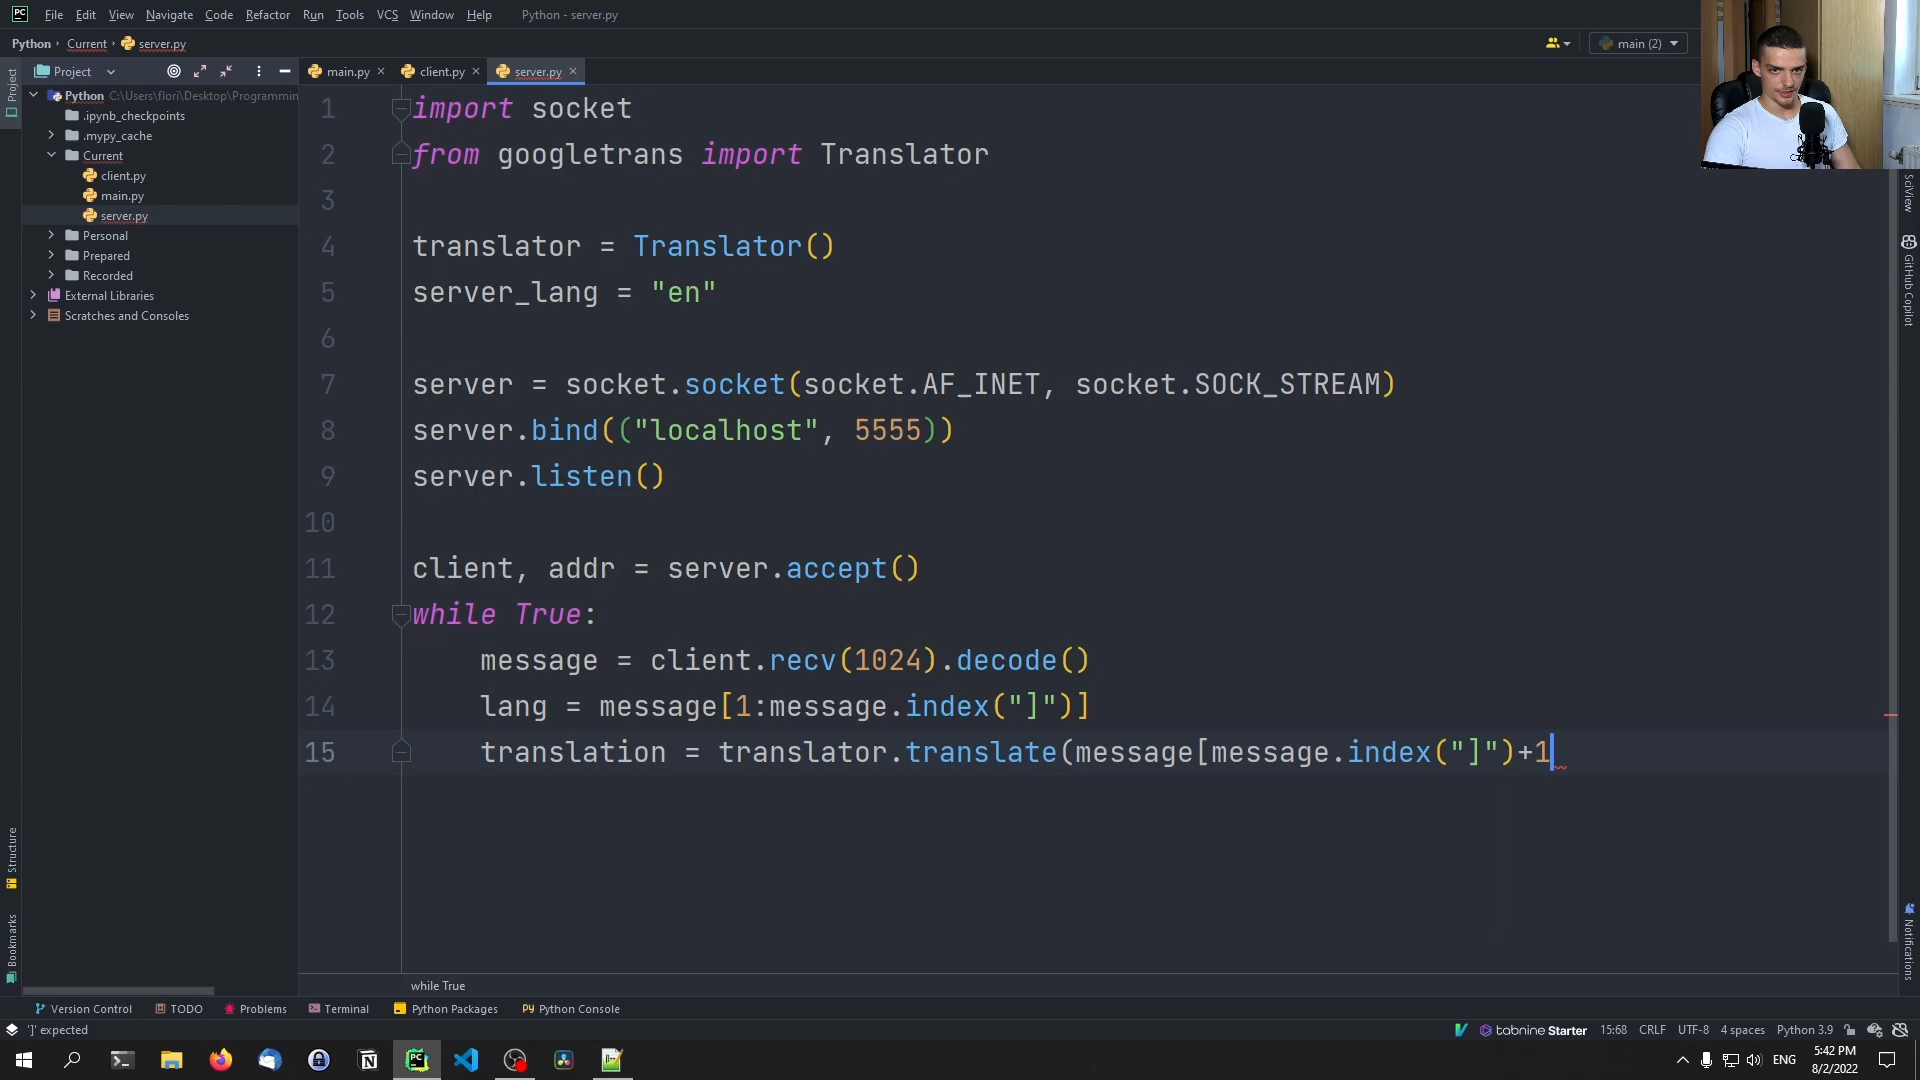 File Edit View Navigate Code Refactor Run Tools VCS Window Help Python - server.py
Python Current server.py main (2)
Project main.py client.py server.py
Project
Python C:\Users\flori\Desktop\Programmin
.ipynb_checkpoints
.mypy_cache
Current
client.py
main.py
server.py
Personal
Prepared
Recorded
External Libraries
Scratches and Consoles
1 import socket
2 from googletrans import Translator
3
4 translator = Translator()
5 server_lang = "en"
6
7 server = socket.socket(socket.AF_INET, socket.SOCK_STREAM)
8 server.bind(("localhost", 5555))
9 server.listen()
10
11 client, addr = server.accept()
12 while True:
13 message = client.recv(1024).decode()
14 lang = message[1:message.index("]")]
15 translation = translator.translate(message[message.index("]")+1
SciView
GitHub Copilot
Notifications
Structure
Bookmarks
while True
Version Control TODO Problems Terminal Python Packages Python Console
']' expected tabnine Starter 15:68 CRLF UTF-8 4 spaces Python 3.9
ENG 5:42 PM
8/2/2022